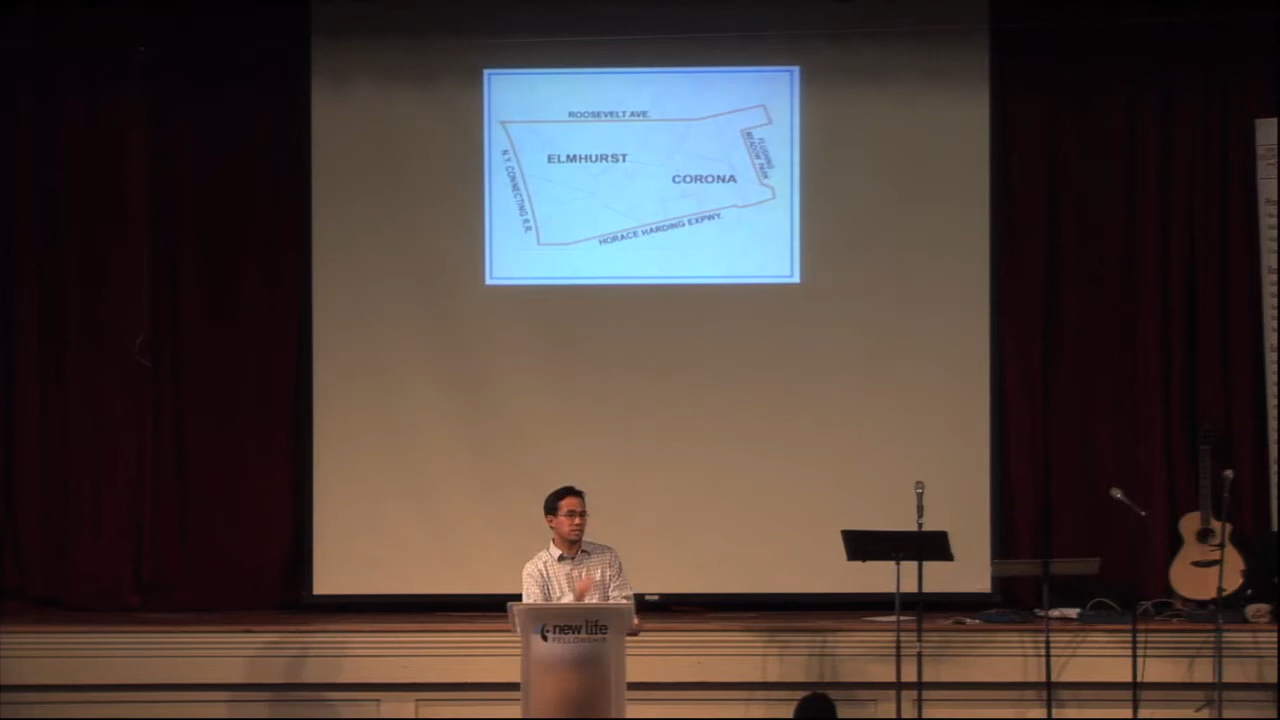 ROOSEVELT AVE.
ELMHURST
FLUSHING
MEADOW PARK
N.Y. CONNECTING R.R.
CORONA
HORACE HARDING EXPWY.
new life
FELLOWSHIP